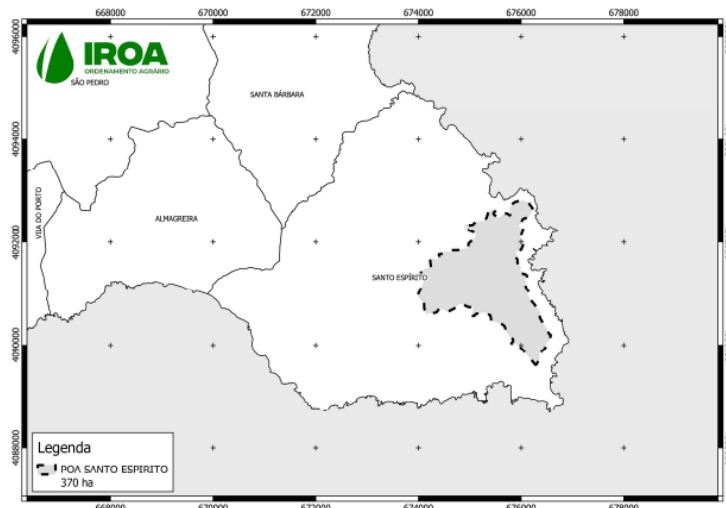 668000 670000 672000 674000 676000 678000
4096000
IROA
ORDENAMENTO AGRÁRIO
SÃO PEDRO
SANTA BÁRBARA
4094000
VILA DO PORTO
ALMAGREIRA
4092000
SANTO ESPÍRITO
4090000
Legenda
POA SANTO ESPIRITO
370 ha
4088000
668000 670000 672000 674000 676000 678000